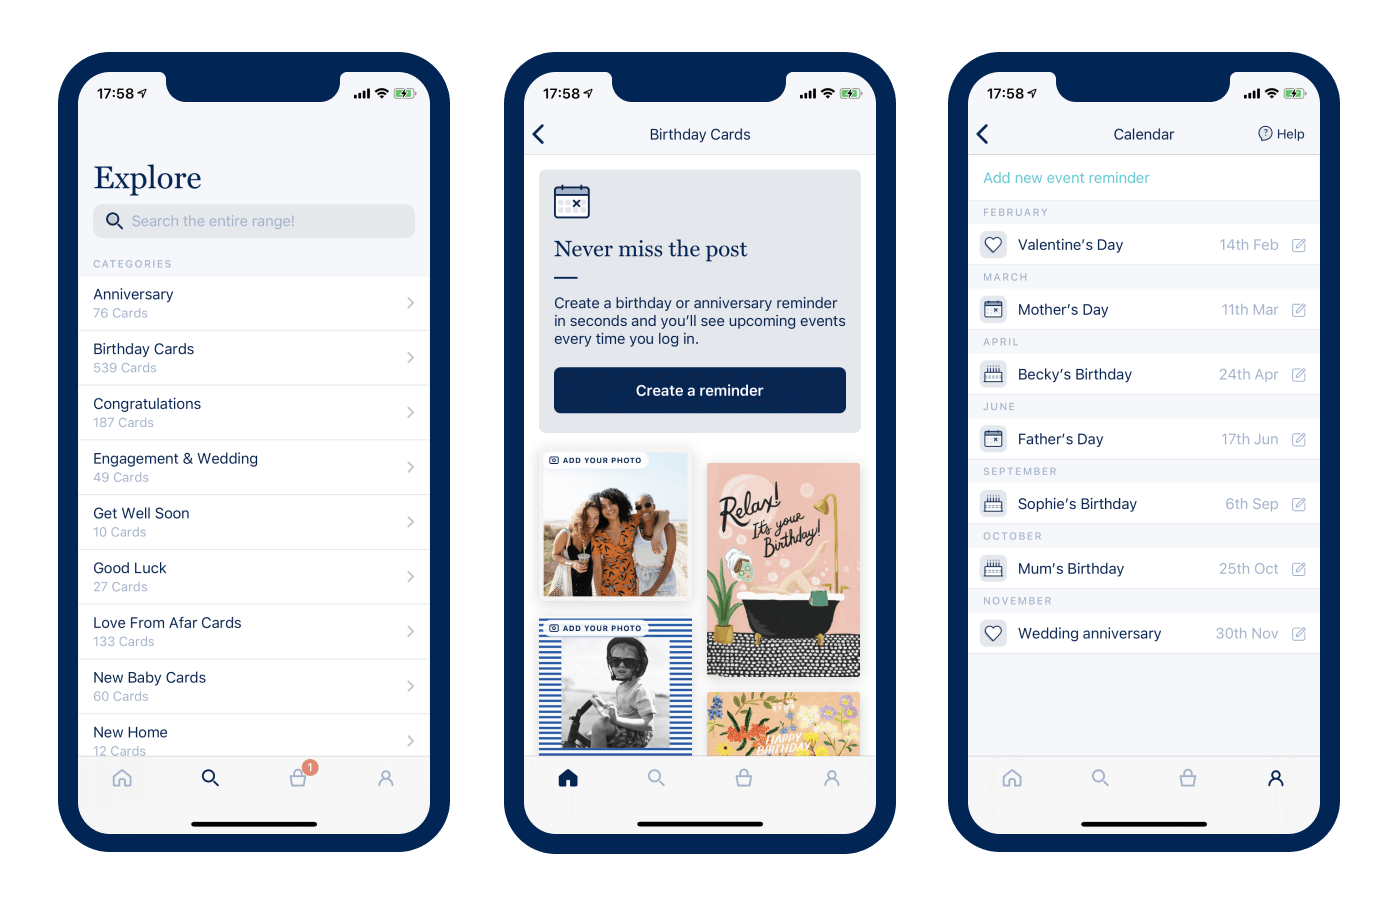 17:58
Explore
Search the entire range!
CATEGORIES
Anniversary
76 Cards
Birthday Cards
539 Cards
Congratulations
187 Cards
Engagement & Wedding
49 Cards
Get Well Soon
10 Cards
Good Luck
27 Cards
Love From Afar Cards
133 Cards
New Baby Cards
60 Cards
New Home
12 Cards
1
17:58
Birthday Cards
Never miss the post
Create a birthday or anniversary reminder
in seconds and you'll see upcoming events
every time you log in.
Create a reminder
ADD YOUR PHOTO
Relax!
It's your
Birthday!
ADD YOUR PHOTO
HAPPY
BIRTHDAY
17:58
Calendar
Help
Add new event reminder
FEBRUARY
Valentine's Day 14th Feb
MARCH
Mother's Day 11th Mar
APRIL
Becky's Birthday 24th Apr
JUNE
Father's Day 17th Jun
SEPTEMBER
Sophie's Birthday 6th Sep
OCTOBER
Mum's Birthday 25th Oct
NOVEMBER
Wedding anniversary 30th Nov